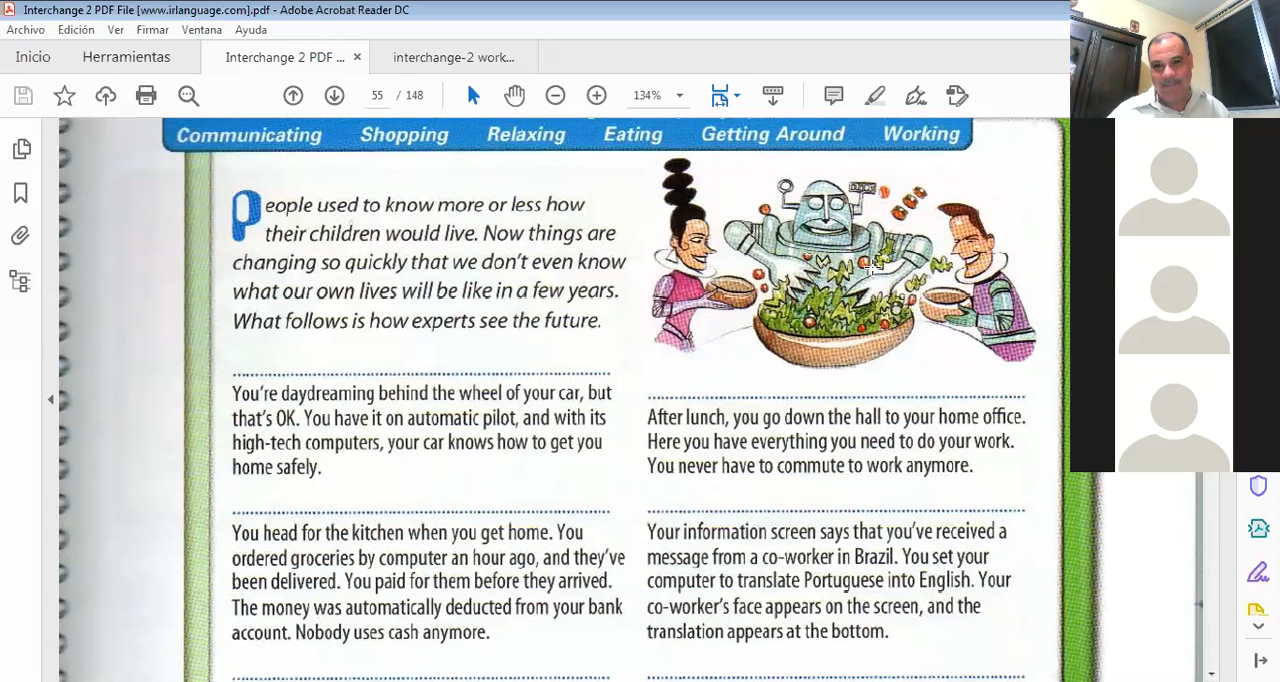 Interchange 2 PDF File [www.irlanguage.com].pdf - Adobe Acrobat Reader DC
Archivo Edición Ver Firmar Ventana Ayuda
Inicio Herramientas Interchange 2 PDF ... × interchange-2 work...
55 / 148 134%
Communicating Shopping Relaxing Eating Getting Around Working
People used to know more or less how
their children would live. Now things are
changing so quickly that we don't even know
what our own lives will be like in a few years.
What follows is how experts see the future.
You're daydreaming behind the wheel of your car, but
that's OK. You have it on automatic pilot, and with its
high-tech computers, your car knows how to get you
home safely.
You head for the kitchen when you get home. You
ordered groceries by computer an hour ago, and they've
been delivered. You paid for them before they arrived.
The money was automatically deducted from your bank
account. Nobody uses cash anymore.
After lunch, you go down the hall to your home office.
Here you have everything you need to do your work.
You never have to commute to work anymore.
Your information screen says that you've received a
message from a co-worker in Brazil. You set your
computer to translate Portuguese into English. Your
co-worker's face appears on the screen, and the
translation appears at the bottom.